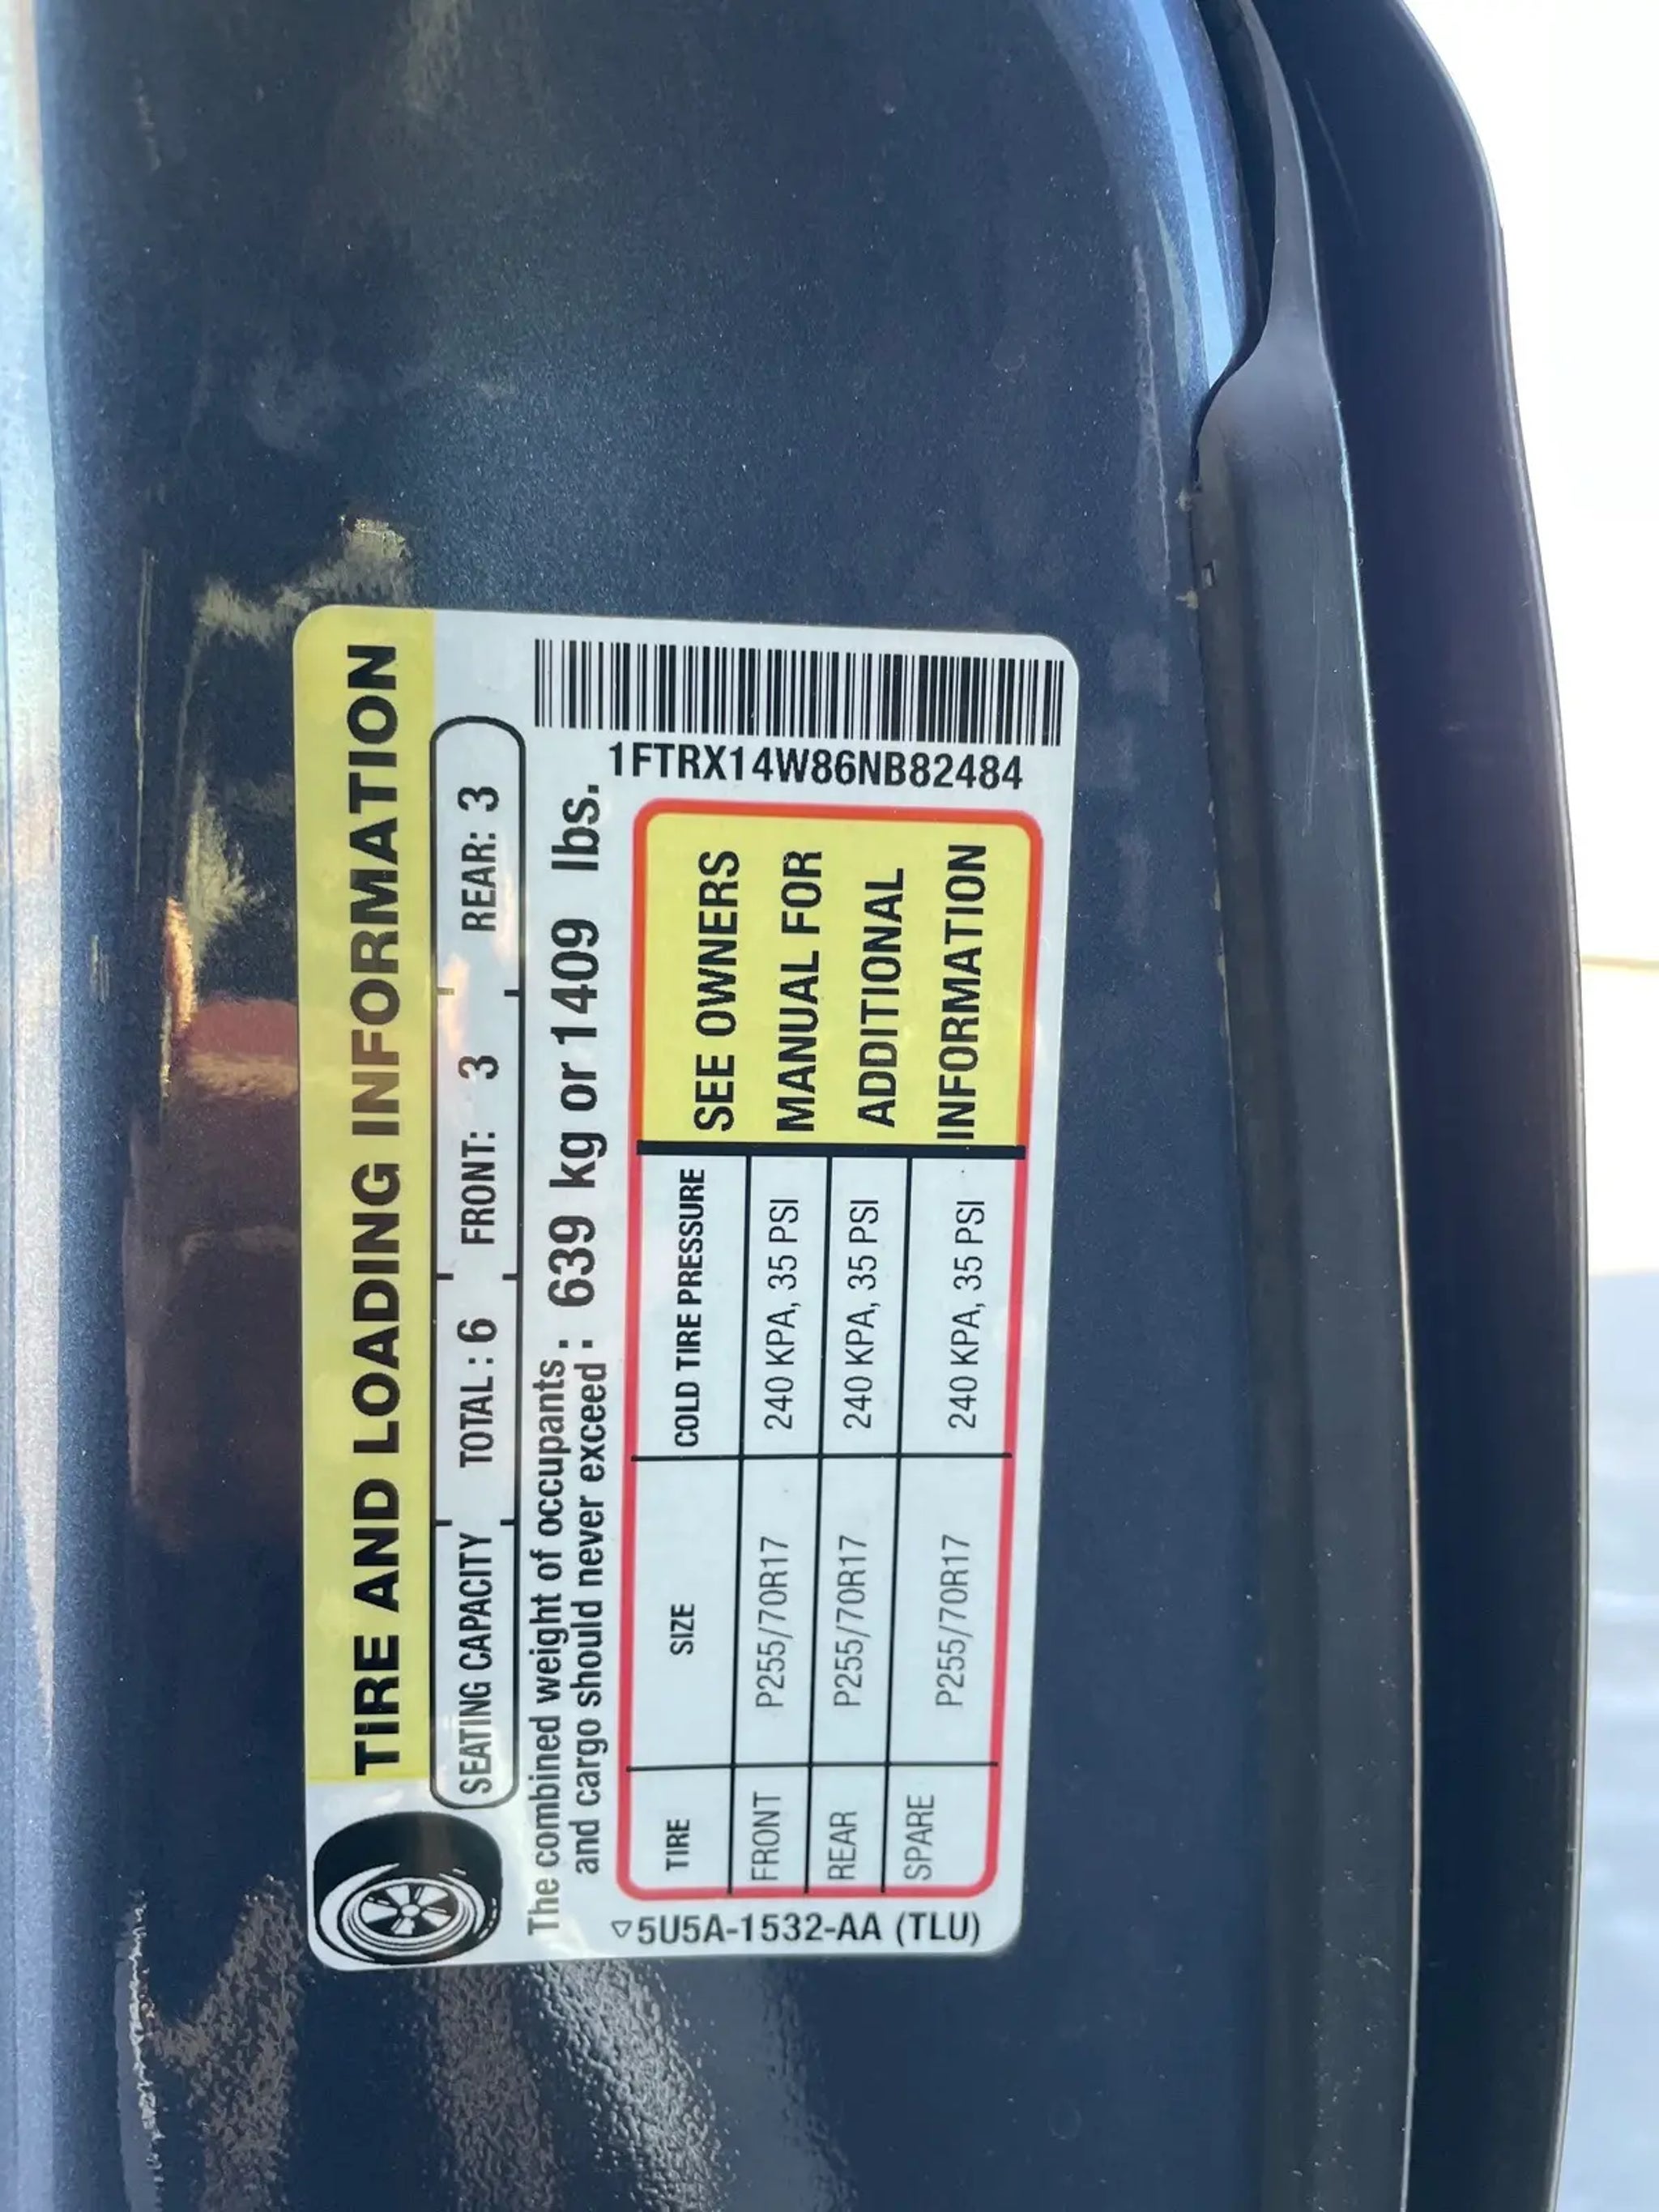 TIRE AND LOADING INFORMATION
SEATING CAPACITY TOTAL : 6 FRONT: 3 REAR: 3
The combined weight of occupants : 639 kg or 1409 lbs.
and cargo should never exceed :
TIRE SIZE COLD TIRE PRESSURE
FRONT P255/70R17 240 KPA, 35 PSI
REAR P255/70R17 240 KPA, 35 PSI
SPARE P255/70R17 240 KPA, 35 PSI
SEE OWNERS
MANUAL FOR
ADDITIONAL
INFORMATION
1FTRX14W86NB82484
5U5A-1532-AA (TLU)